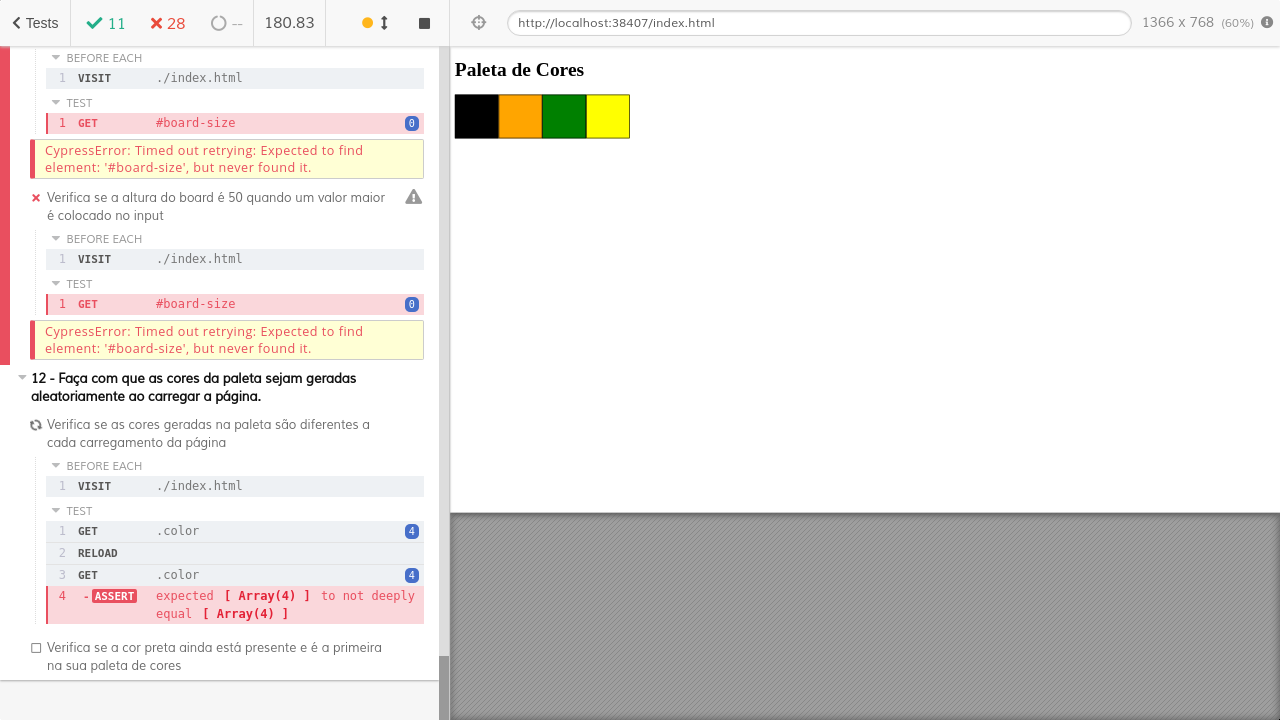 Tests 11 28 -- 180.83 http://localhost:38407/index.html 1366 x 768 (60%)
BEFORE EACH
1 VISIT ./index.html
TEST
1 GET #board-size 0
CypressError: Timed out retrying: Expected to find
element: '#board-size', but never found it.
Verifica se a altura do board é 50 quando um valor maior
é colocado no input
BEFORE EACH
1 VISIT ./index.html
TEST
1 GET #board-size 0
CypressError: Timed out retrying: Expected to find
element: '#board-size', but never found it.
12 - Faça com que as cores da paleta sejam geradas
aleatoriamente ao carregar a página.
Verifica se as cores geradas na paleta são diferentes a
cada carregamento da página
BEFORE EACH
1 VISIT ./index.html
TEST
1 GET .color 4
2 RELOAD
3 GET .color 4
4 -ASSERT expected [ Array(4) ] to not deeply
equal [ Array(4) ]
Verifica se a cor preta ainda está presente e é a primeira
na sua paleta de cores
Paleta de Cores